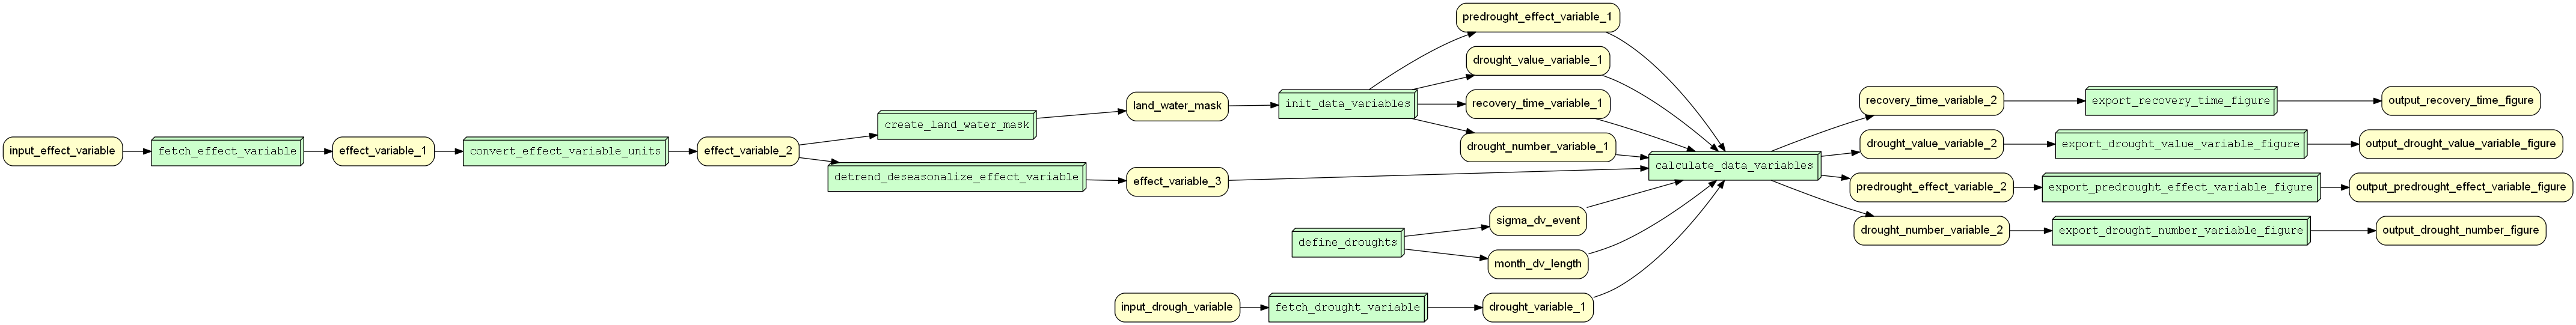 input_effect_variable
fetch_effect_variable
effect_variable_1
convert_effect_variable_units
effect_variable_2
create_land_water_mask
detrend_deseasonalize_effect_variable
land_water_mask
effect_variable_3
init_data_variables
predrought_effect_variable_1
drought_value_variable_1
recovery_time_variable_1
drought_number_variable_1
define_droughts
sigma_dv_event
month_dv_length
input_drough_variable
fetch_drought_variable
drought_variable_1
calculate_data_variables
recovery_time_variable_2
export_recovery_time_figure
output_recovery_time_figure
drought_value_variable_2
export_drought_value_variable_figure
output_drought_value_variable_figure
predrought_effect_variable_2
export_predrought_effect_variable_figure
output_predrought_effect_variable_figure
drought_number_variable_2
export_drought_number_variable_figure
output_drought_number_figure